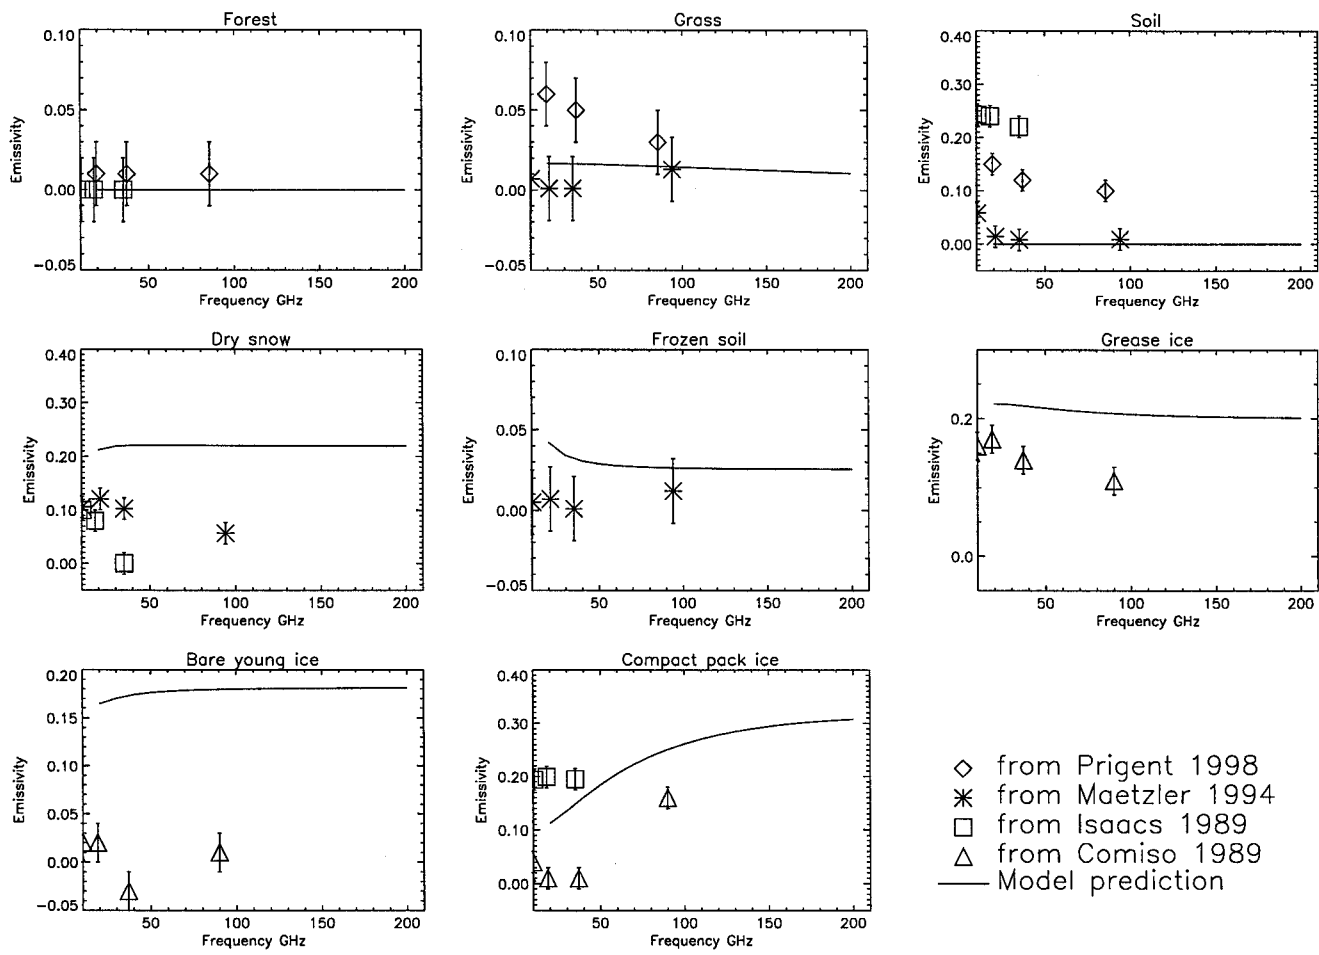 Forest
0.10
0.05
0.00
−0.05
Emissivity
50 100 150 200
Frequency GHz
Grass
0.10
0.05
0.00
−0.05
Emissivity
50 100 150 200
Frequency GHz
Soil
0.40
0.30
0.20
0.10
0.00
Emissivity
50 100 150 200
Frequency GHz
Dry snow
0.40
0.30
0.20
0.10
0.00
Emissivity
50 100 150 200
Frequency GHz
Frozen soil
0.10
0.05
0.00
−0.05
Emissivity
50 100 150 200
Frequency GHz
Grease ice
0.2
0.0
Emissivity
50 100 150 200
Frequency GHz
Bare young ice
0.20
0.15
0.10
0.05
0.00
−0.05
Emissivity
50 100 150 200
Frequency GHz
Compact pack ice
0.40
0.30
0.20
0.10
0.00
Emissivity
50 100 150 200
Frequency GHz
from Prigent 1998
from Maetzler 1994
from Isaacs 1989
from Comiso 1989
Model prediction